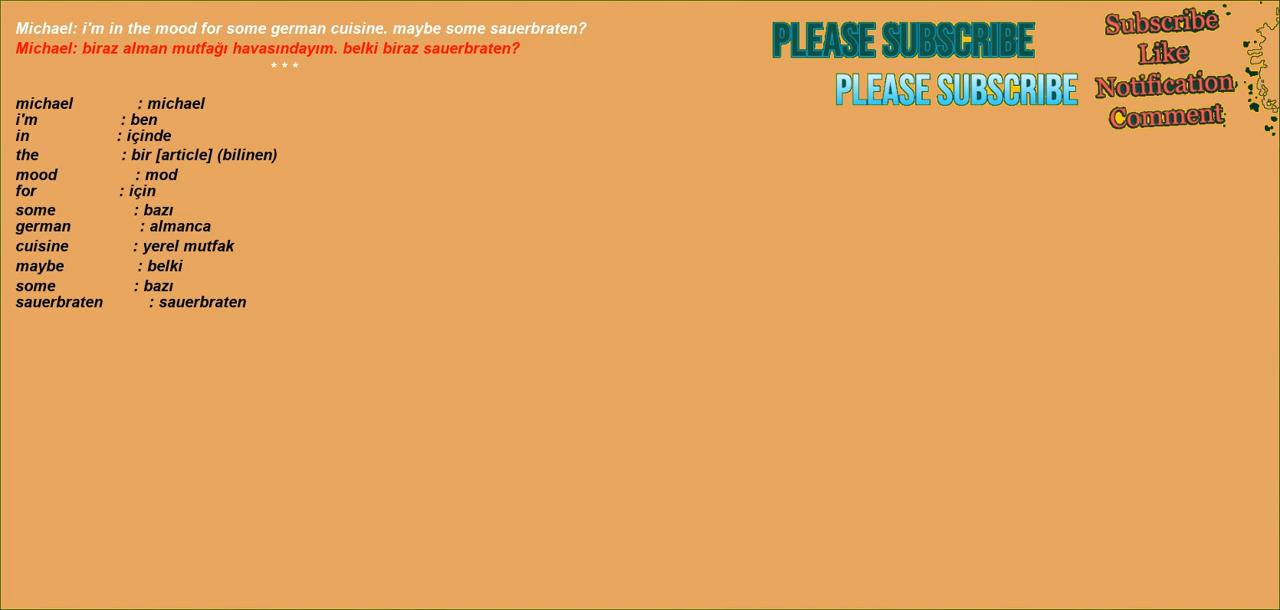 Michael: i'm in the mood for some german cuisine. maybe some sauerbraten?
Michael: biraz alman mutfağı havasındayım. belki biraz sauerbraten?
* * *
michael : michael
i'm : ben
in : içinde
the : bir [article] (bilinen)
mood : mod
for : için
some : bazı
german : almanca
cuisine : yerel mutfak
maybe : belki
some : bazı
sauerbraten : sauerbraten
PLEASE SUBSCRIBE
PLEASE SUBSCRIBE
Subscribe
Like
Notification
Comment